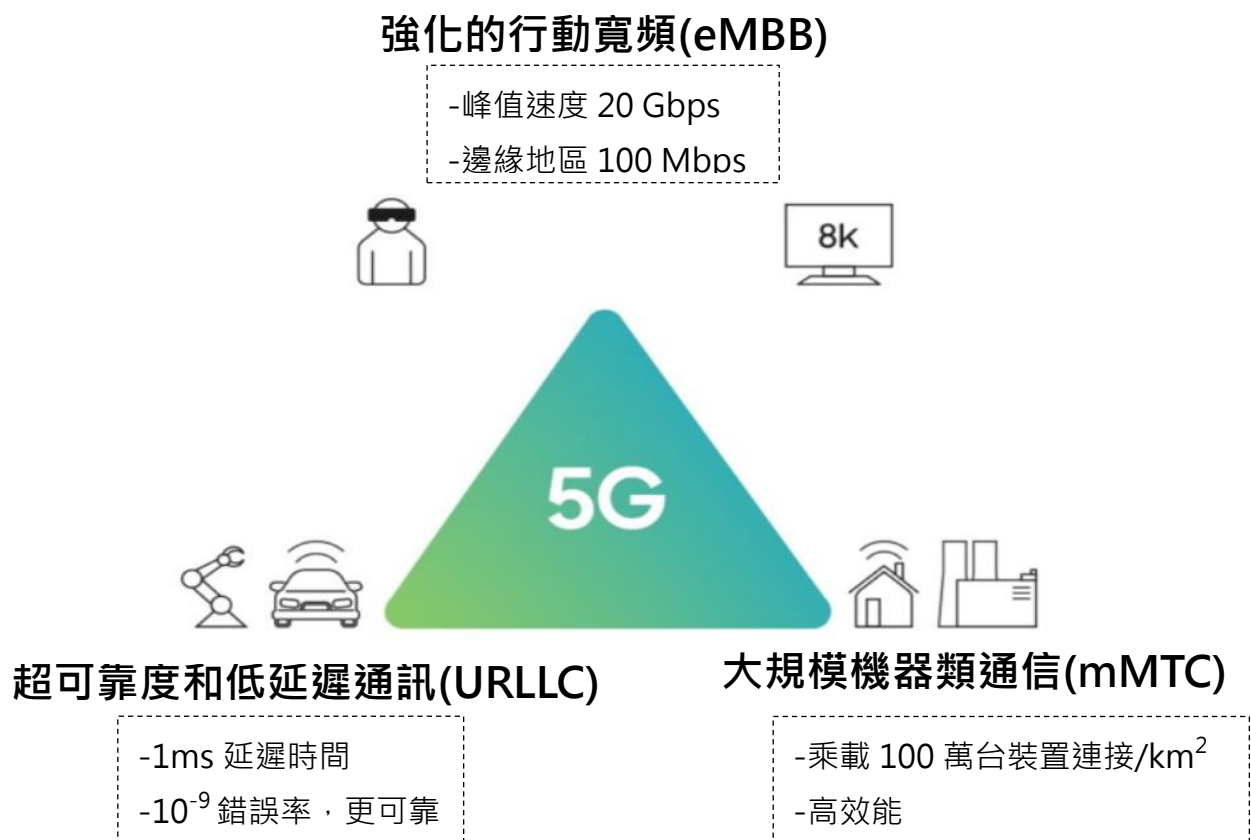 強化的行動寬頻(eMBB)
-峰值速度 20 Gbps
-邊緣地區 100 Mbps
8k
5G
超可靠度和低延遲通訊(URLLC)
-1ms 延遲時間
-10⁻⁹ 錯誤率，更可靠
大規模機器類通信(mMTC)
-乘載 100 萬台裝置連接/km²
-高效能